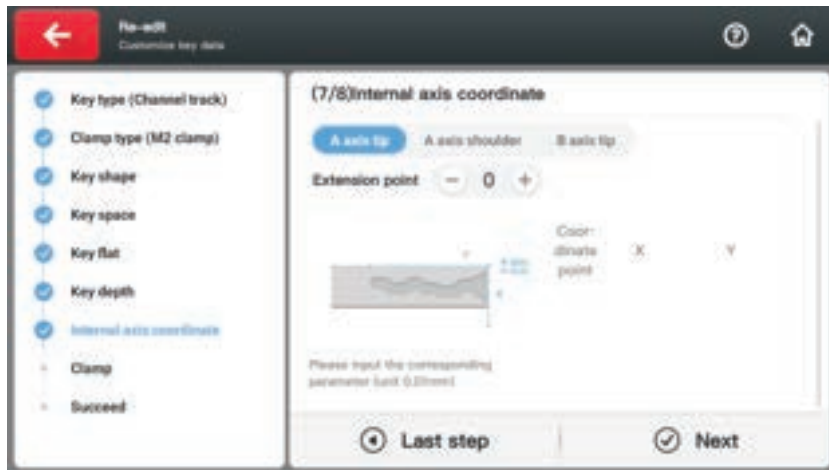 Re-edit
Customize key data
Key type (Channel track)
Clamp type (M2 clamp)
Key shape
Key space
Key flat
Key depth
Internal axis coordinate
Clamp
Succeed
(7/8)Internal axis coordinate
A axis tip A axis shoulder B axis tip
Extension point − 0 +
Coor-
dinate
point
X Y
Please input the corresponding
parameter (unit 0.01mm)
Last step
Next